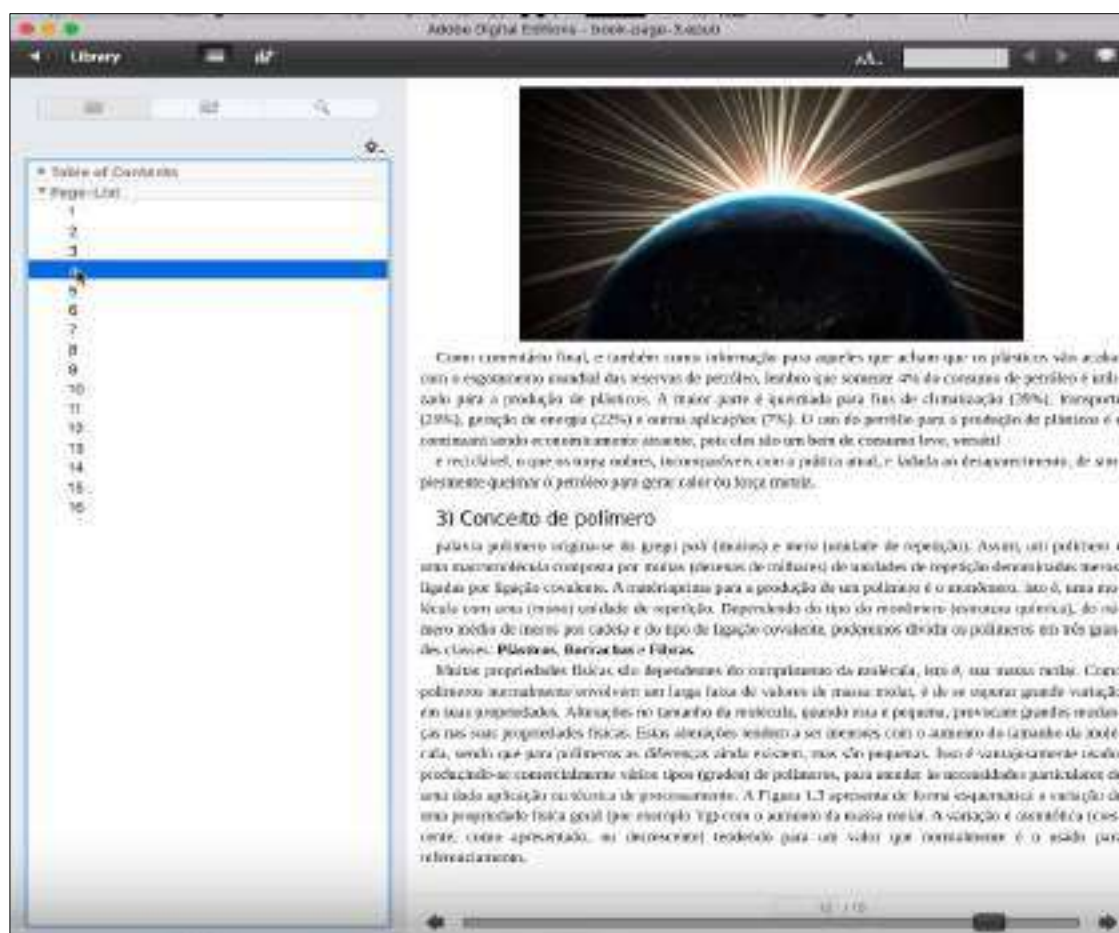 Adobe Digital Editions - book-page-3.epub
Library
Table of Contents
Page-List
1
2
3
4
5
6
7
8
9
10
11
12
13
14
15
16
Como comentário final, e também como informação para aqueles que acham que os plásticos vão acaba
com o esgotamento mundial das reservas de petróleo, lembro que somente 4% do consumo de petróleo é utili
zado para a produção de plásticos. A maior parte é queimada para fins de climatização (39%), transporte
(29%), geração de energia (22%) e outras aplicações (7%). O uso do petróleo para a produção de plásticos é e
continuará sendo economicamente atraente, pois eles são um bem de consumo leve, versátil
e reciclável, o que os torna nobres, incomparáveis com a prática atual, e fadada ao desaparecimento, de sim
plesmente queimar o petróleo para gerar calor ou força motriz.
3) Conceito de polímero
palavra polímero origina-se do grego poli (muitos) e mero (unidade de repetição). Assim, um polímero
uma macromolécula composta por muitas (dezenas de milhares) de unidades de repetição denominadas meros,
ligadas por ligação covalente. A matériaprima para a produção de um polímero é o monômero, isto é, uma mo
lécula com uma (mono) unidade de repetição. Dependendo do tipo do monômero (estrutura química), do nú
mero médio de meros por cadeia e do tipo de ligação covalente, poderemos dividir os polímeros em três gran
des classes: Plásticos, Borrachas e Fibras.
Muitas propriedades físicas são dependentes do comprimento da molécula, isto é, sua massa molar. Como
polímeros normalmente envolvem um larga faixa de valores de massa molar, é de se esperar grande variação
em suas propriedades. Alterações no tamanho da molécula, quando essa é pequena, provocam grandes mudan
ças nas suas propriedades físicas. Estas alterações tendem a ser menores com o aumento do tamanho da molé
cula, sendo que para polímeros as diferenças ainda existem, mas são pequenas. Isso é vantajosamente usado,
produzindo-se comercialmente vários tipos (grades) de polímeros, para atender às necessidades particulares de
uma dada aplicação ou técnica de processamento. A Figura 1.3 apresenta de forma esquemática a variação de
uma propriedade física geral (por exemplo Tg) com o aumento da massa molar. A variação é assintótica (cres
cente, como apresentado, ou decrescente) tendendo para um valor que normalmente é o usado para
referenciamento.